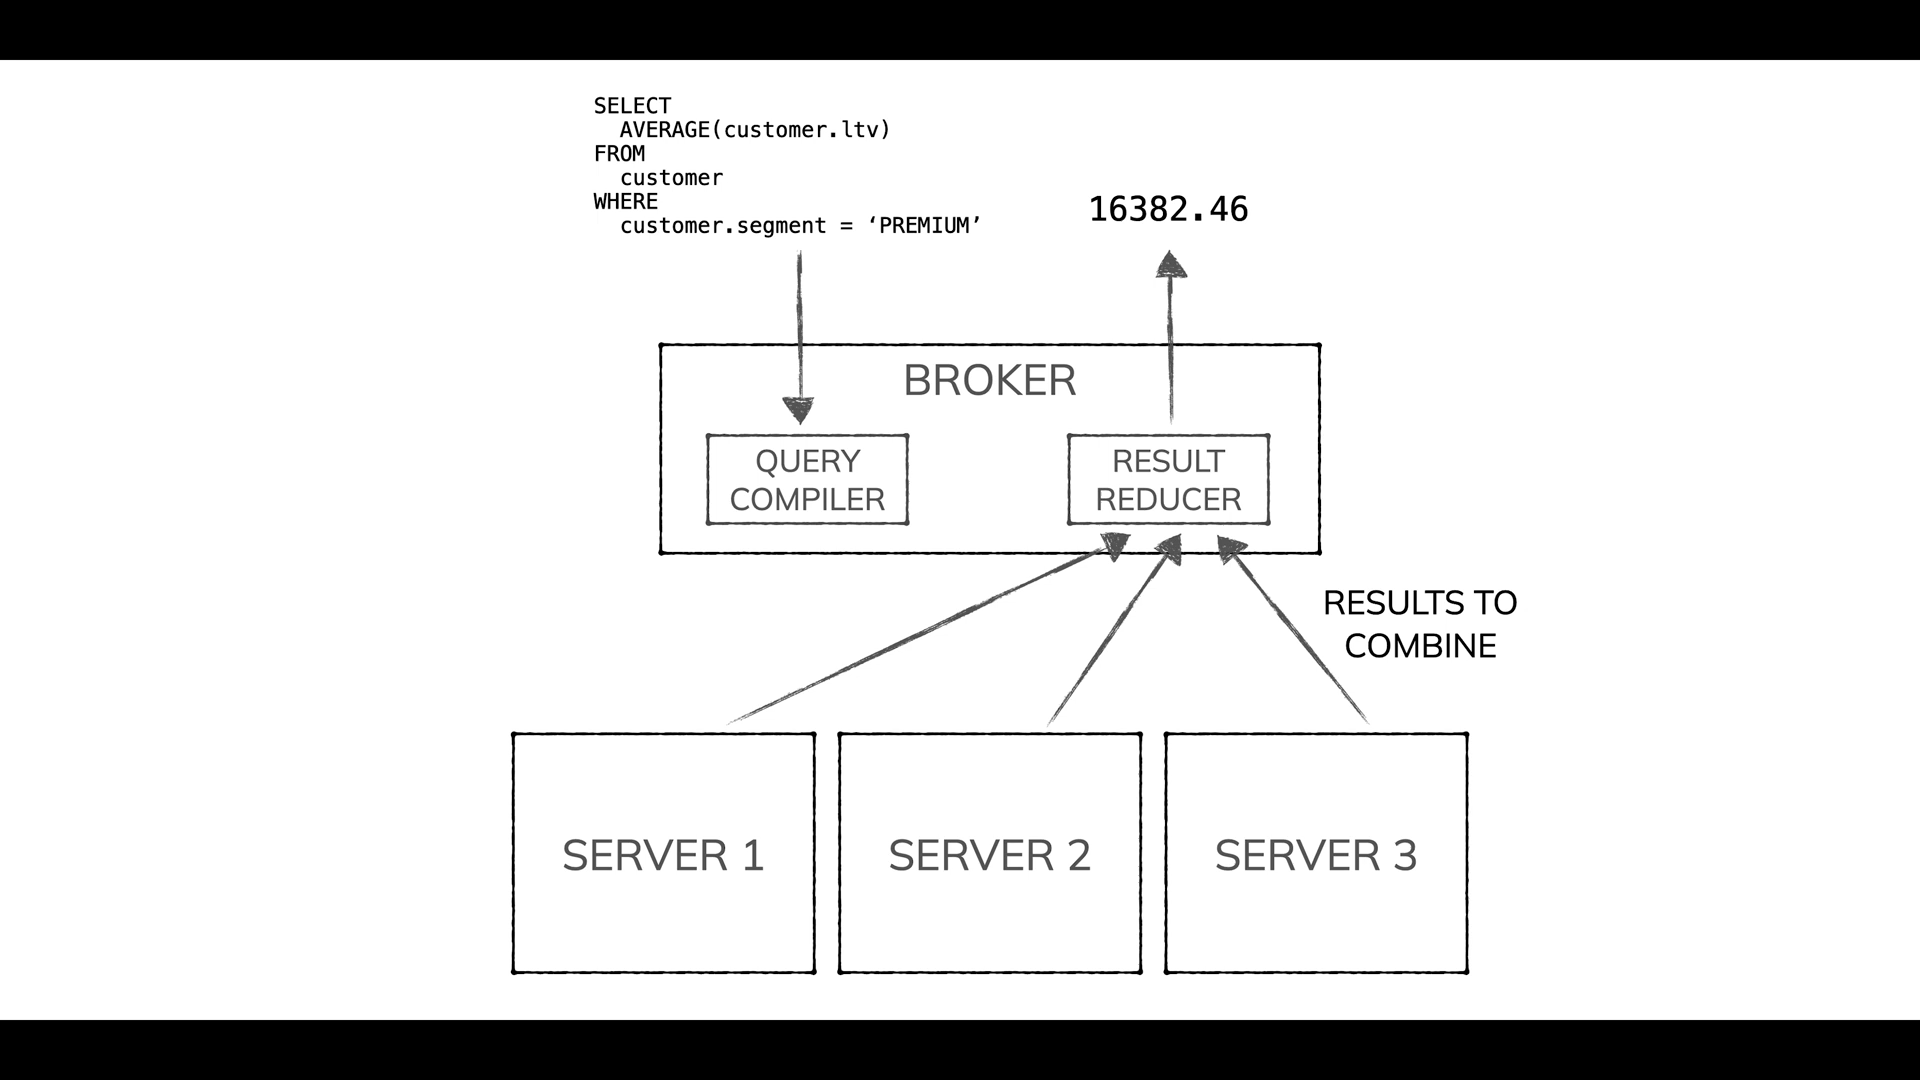 SELECT
  AVERAGE(customer.ltv)
FROM
  customer
WHERE
  customer.segment = ‘PREMIUM’
16382.46
BROKER
QUERY
COMPILER
RESULT
REDUCER
RESULTS TO
COMBINE
SERVER 1
SERVER 2
SERVER 3